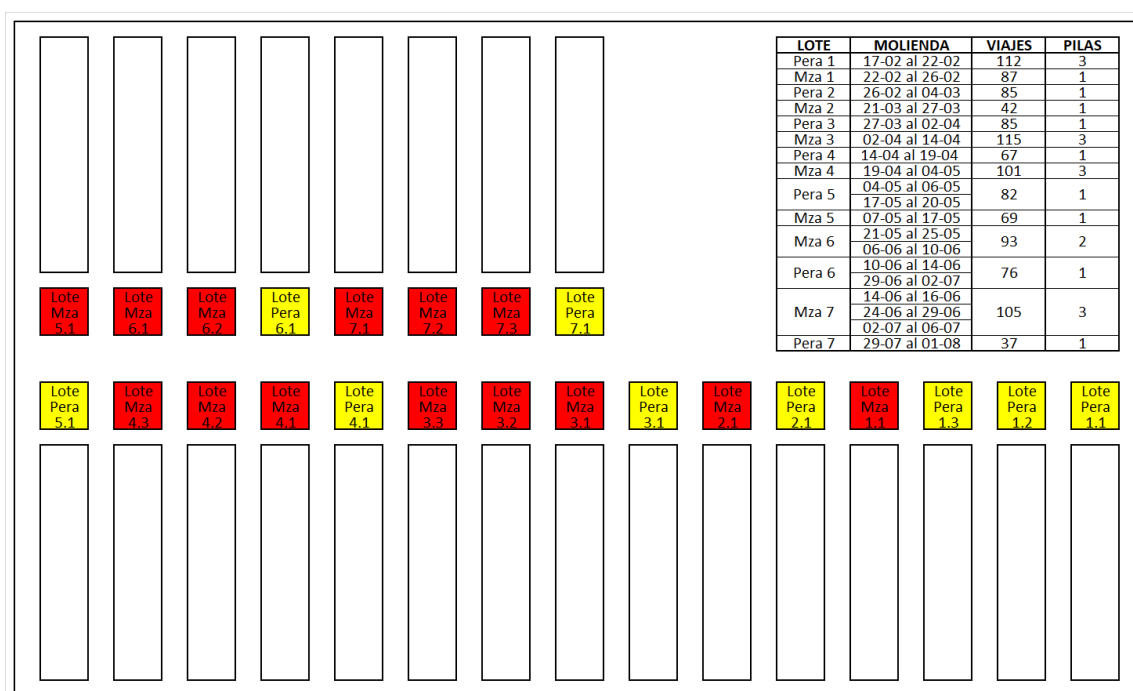 LOTE MOLIENDA VIAJES PILAS
Pera 1 17-02 al 22-02 112 3
Mza 1 22-02 al 26-02 87 1
Pera 2 26-02 al 04-03 85 1
Mza 2 21-03 al 27-03 42 1
Pera 3 27-03 al 02-04 85 1
Mza 3 02-04 al 14-04 115 3
Pera 4 14-04 al 19-04 67 1
Mza 4 19-04 al 04-05 101 3
Pera 5 04-05 al 06-05 82 1
17-05 al 20-05
Mza 5 07-05 al 17-05 69 1
Mza 6 21-05 al 25-05 93 2
06-06 al 10-06
Pera 6 10-06 al 14-06 76 1
29-06 al 02-07
Mza 7 14-06 al 16-06 105 3
24-06 al 29-06
02-07 al 06-07
Pera 7 29-07 al 01-08 37 1
Lote Lote Lote Lote Lote Lote Lote Lote
Mza Mza Mza Pera Mza Mza Mza Pera
5.1 6.1 6.2 6.1 7.1 7.2 7.3 7.1
Lote Lote Lote Lote Lote Lote Lote Lote Lote Lote Lote Lote Lote Lote Lote
Pera Mza Mza Mza Pera Mza Mza Mza Pera Mza Pera Mza Pera Pera Pera
5.1 4.3 4.2 4.1 4.1 3.3 3.2 3.1 3.1 2.1 2.1 1.1 1.3 1.2 1.1